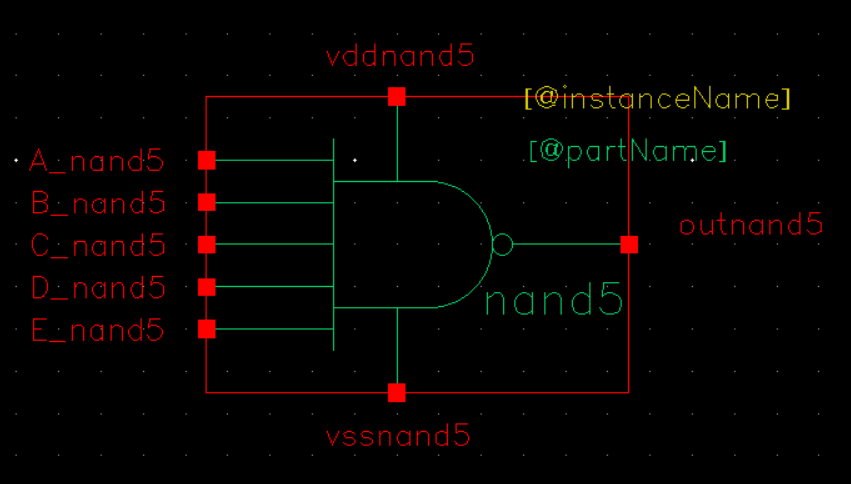 vddnand5
[@instanceName]
[@partName]
A_nand5
B_nand5
C_nand5
D_nand5
E_nand5
outnand5
nand5
vssnand5